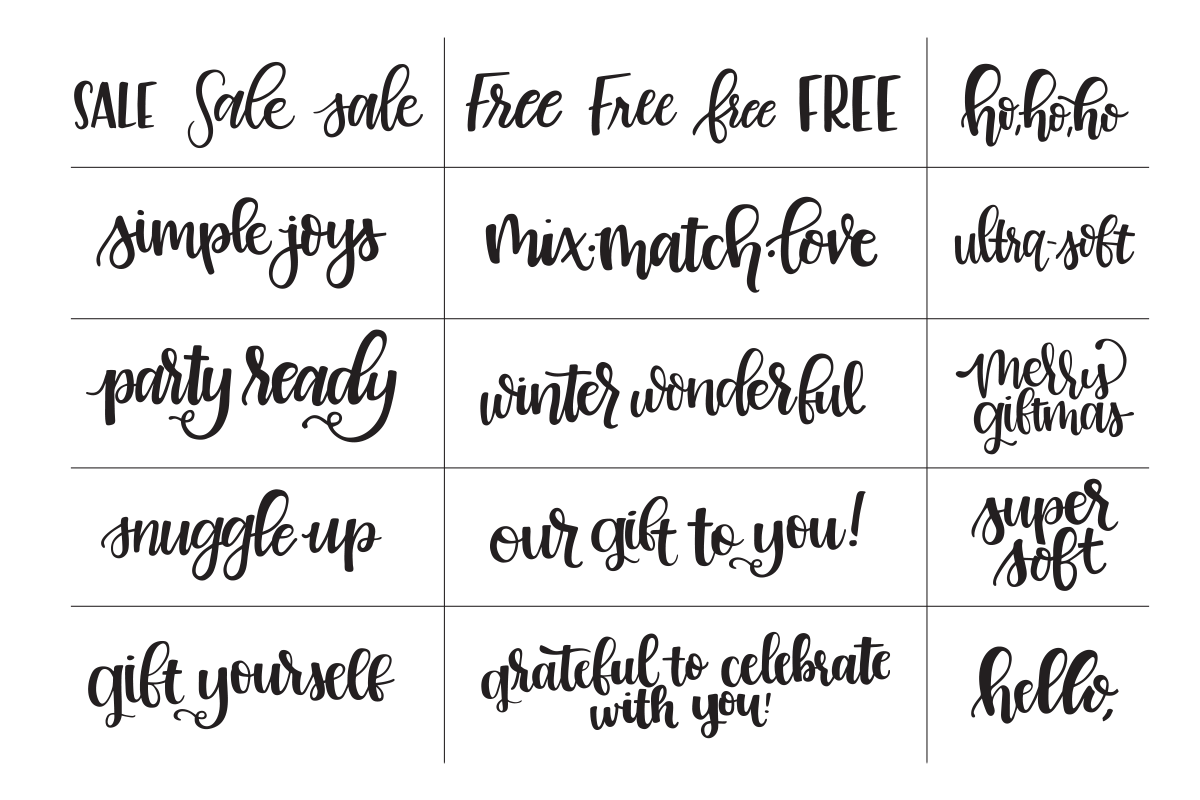 SALE Sale sale
Free Free free FREE
ho, ho, ho
simple joys
mix·match·love
ultra-soft
party ready
winter wonderful
merry
giftmas
snuggle up
our gift to you!
super
soft
gift yourself
grateful to celebrate
with you!
hello,